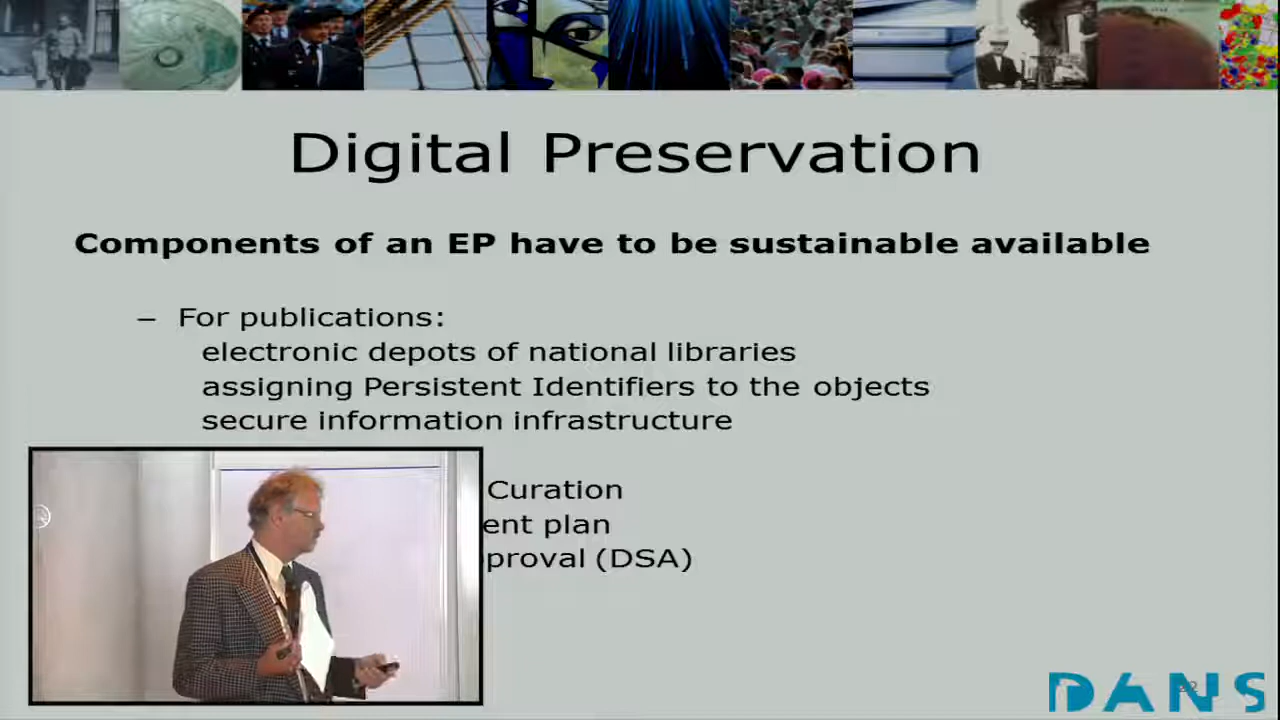 Digital Preservation
Components of an EP have to be sustainable available
– For publications:
electronic depots of national libraries
assigning Persistent Identifiers to the objects
secure information infrastructure
Curation
ent plan
proval (DSA)
DANS